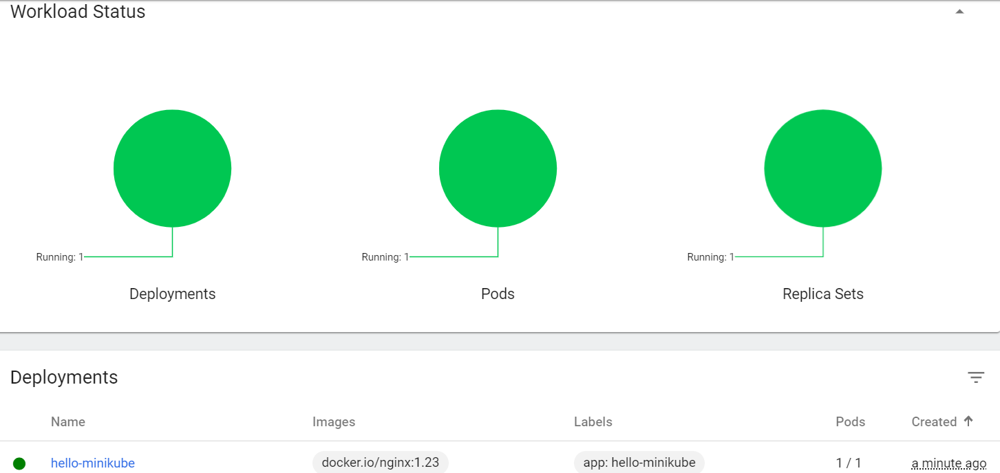 Workload Status
Running: 1
Running: 1
Running: 1
Deployments
Pods
Replica Sets
Deployments
Name Images Labels Pods Created
hello-minikube docker.io/nginx:1.23 app: hello-minikube 1 / 1 a minute ago